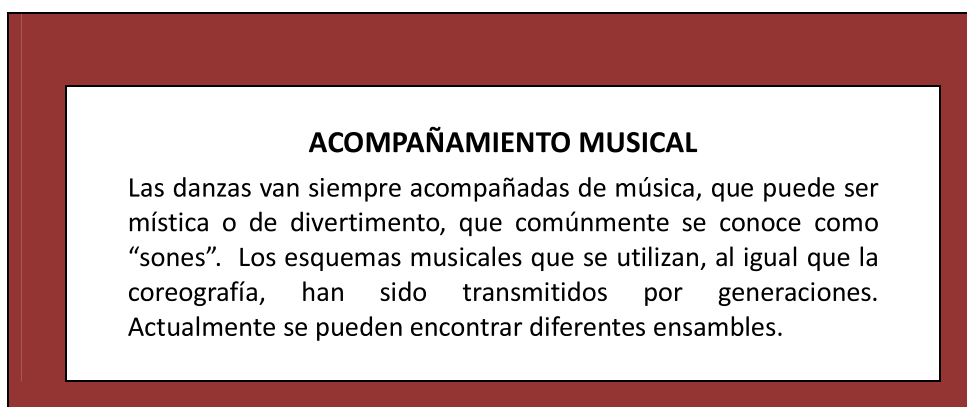 ACOMPAÑAMIENTO MUSICAL
Las danzas van siempre acompañadas de música, que puede ser
mística o de divertimento, que comúnmente se conoce como
“sones”.  Los esquemas musicales que se utilizan, al igual que la
coreografía, han sido transmitidos por generaciones.
Actualmente se pueden encontrar diferentes ensambles.